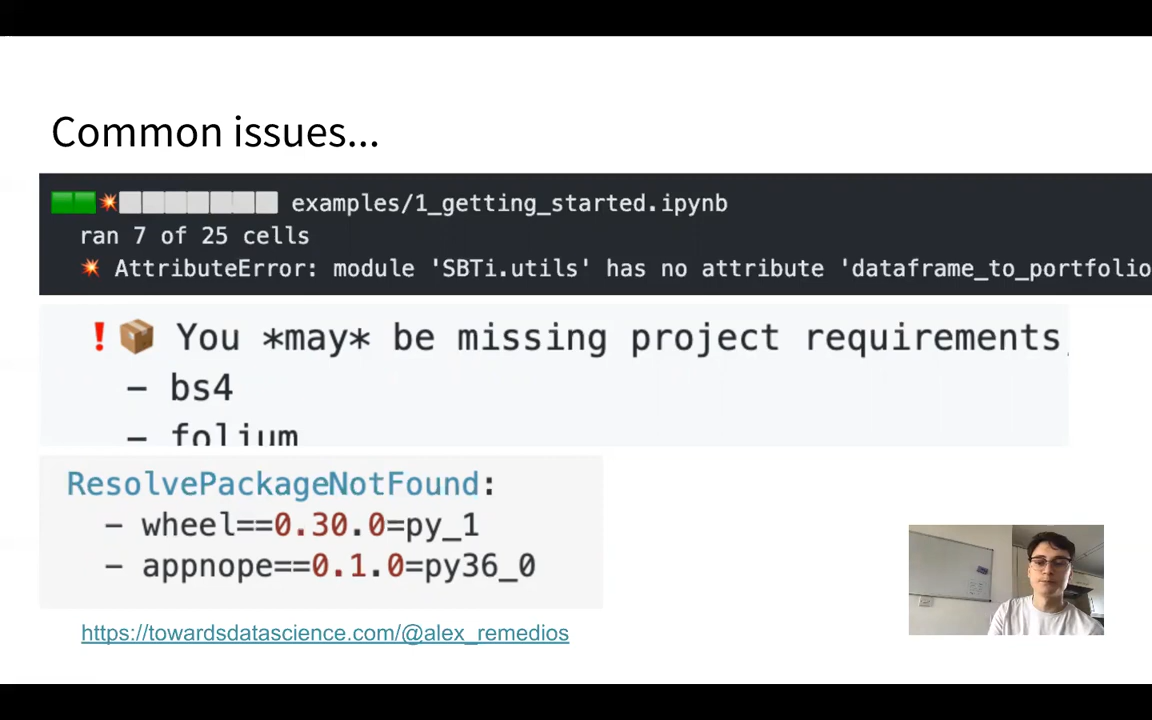 Common issues...
examples/1_getting_started.ipynb
ran 7 of 25 cells
💥 AttributeError: module 'SBTi.utils' has no attribute 'dataframe_to_portfolio
❗📦 You *may* be missing project requirements
- bs4
- folium
ResolvePackageNotFound:
- wheel==0.30.0=py_1
- appnope==0.1.0=py36_0
https://towardsdatascience.com/@alex_remedios